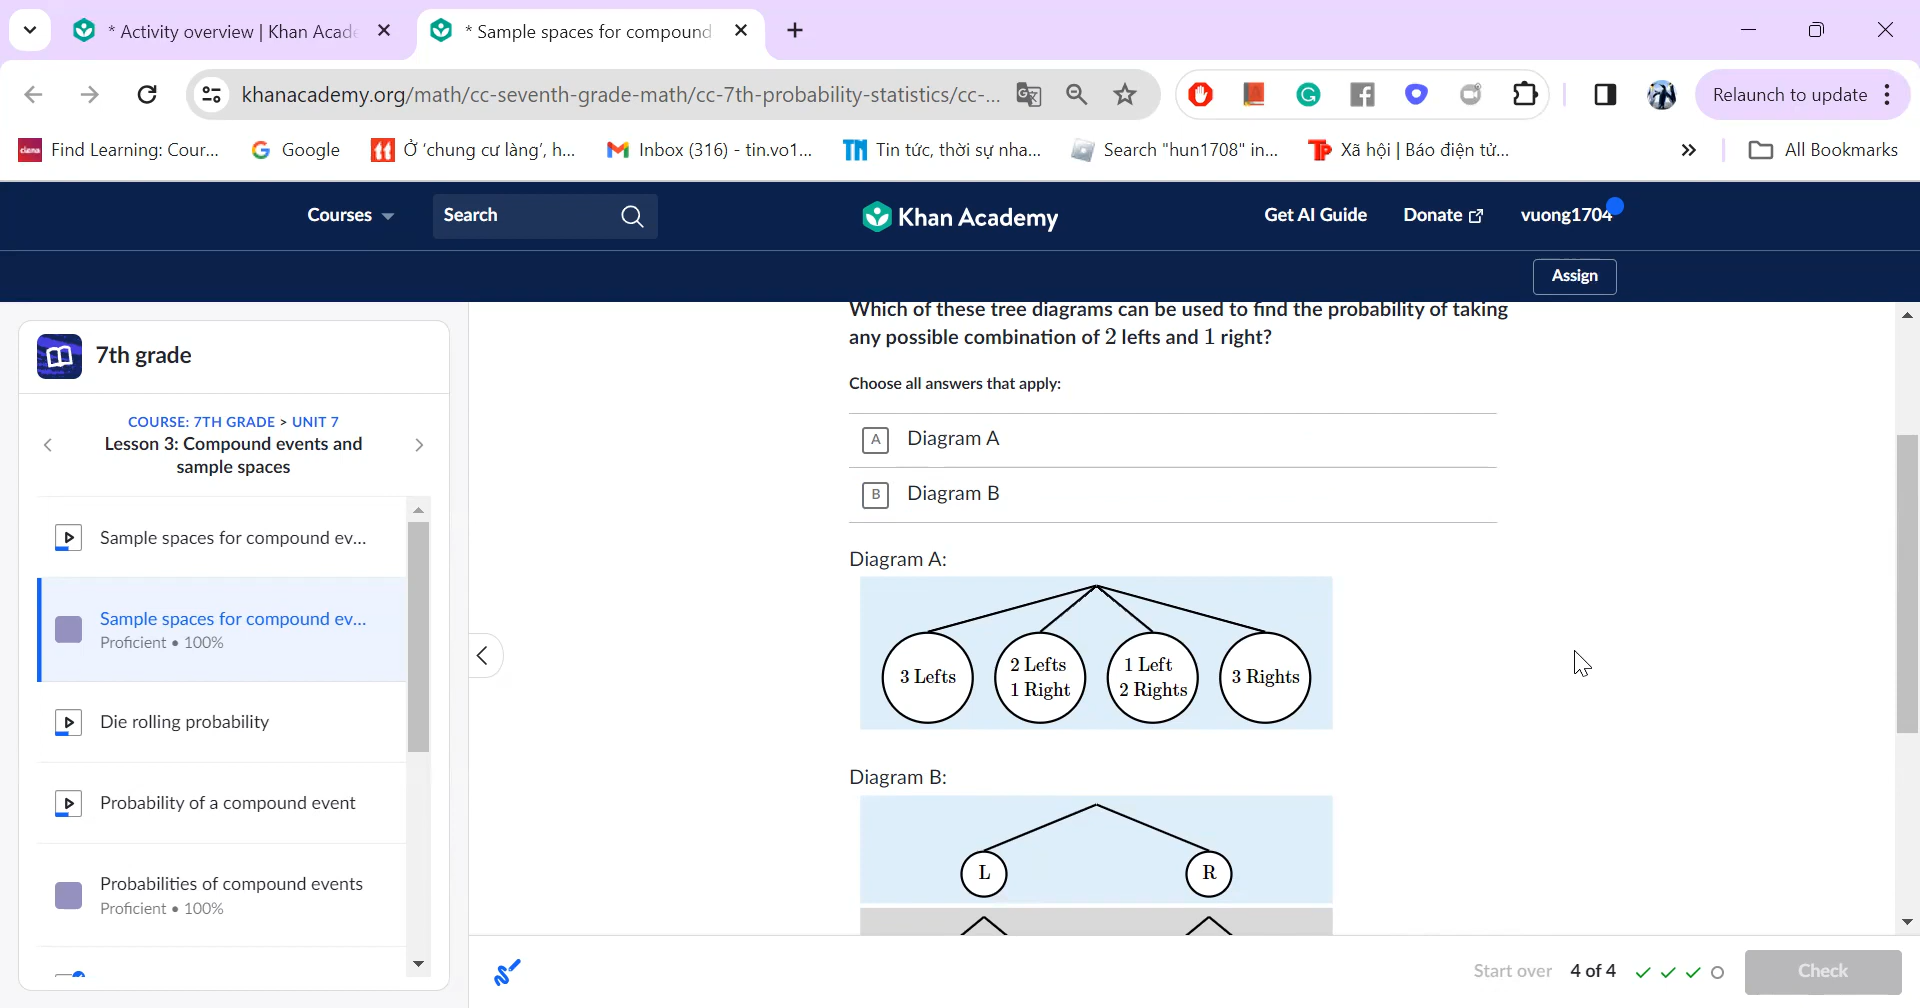 * Activity overview | Khan Acade
* Sample spaces for compound
khanacademy.org/math/cc-seventh-grade-math/cc-7th-probability-statistics/cc-...
Relaunch to update
ciena Find Learning: Cour...
Google
Ở 'chung cư làng', h...
Inbox (316) - tin.vo1...
TN Tin tức, thời sự nha...
Search "hun1708" in...
TP Xã hội | Báo điện tử...
»
All Bookmarks
Courses
Search
Khan Academy
Get AI Guide
Donate
vuong1704
Assign
7th grade
COURSE: 7TH GRADE > UNIT 7
Lesson 3: Compound events and
sample spaces
Sample spaces for compound ev...
Sample spaces for compound ev...
Proficient • 100%
Die rolling probability
Probability of a compound event
Probabilities of compound events
Proficient • 100%
Which of these tree diagrams can be used to find the probability of taking
any possible combination of 2 lefts and 1 right?
Choose all answers that apply:
A Diagram A
B Diagram B
Diagram A:
3 Lefts
2 Lefts
1 Right
1 Left
2 Rights
3 Rights
Diagram B:
L
R
Start over
4 of 4
Check